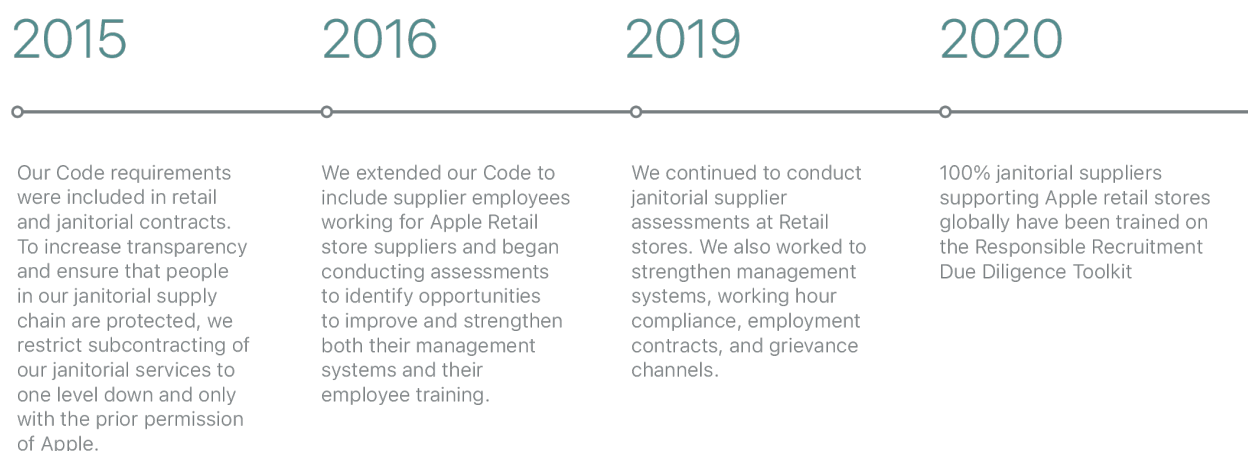 2015
Our Code requirements
were included in retail
and janitorial contracts.
To increase transparency
and ensure that people
in our janitorial supply
chain are protected, we
restrict subcontracting of
our janitorial services to
one level down and only
with the prior permission
of Apple.
2016
We extended our Code to
include supplier employees
working for Apple Retail
store suppliers and began
conducting assessments
to identify opportunities
to improve and strengthen
both their management
systems and their
employee training.
2019
We continued to conduct
janitorial supplier
assessments at Retail
stores. We also worked to
strengthen management
systems, working hour
compliance, employment
contracts, and grievance
channels.
2020
100% janitorial suppliers
supporting Apple retail stores
globally have been trained on
the Responsible Recruitment
Due Diligence Toolkit